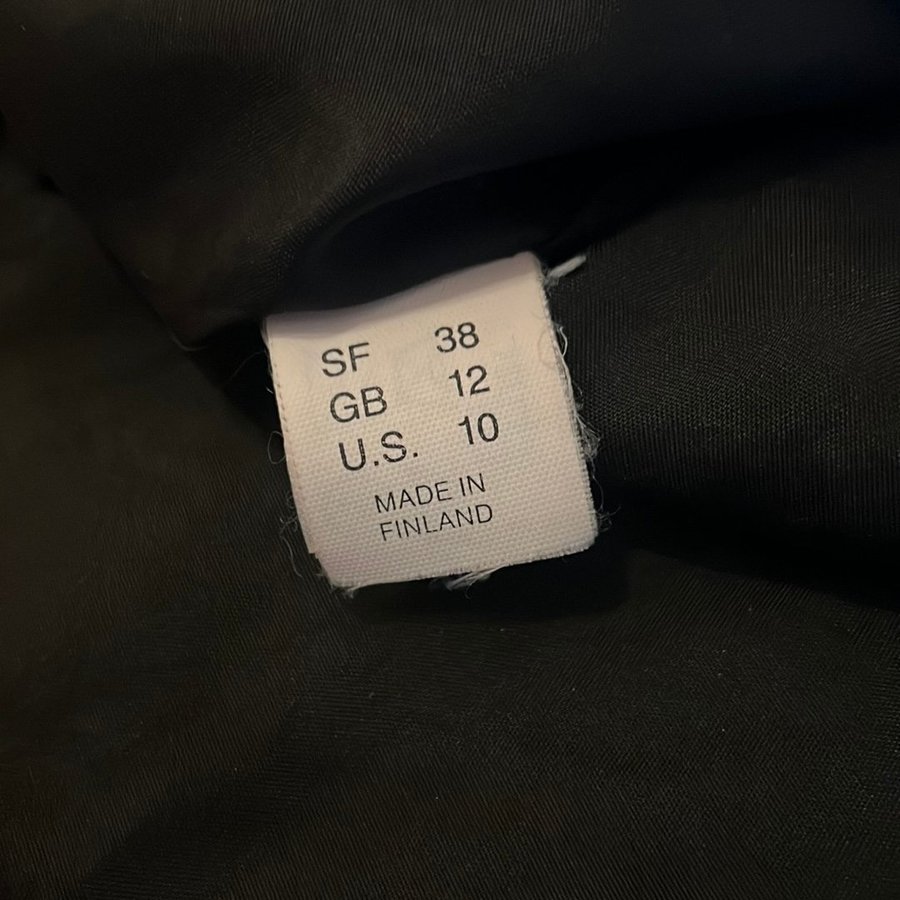 SF 38
GB 12
U.S. 10
MADE IN
FINLAND